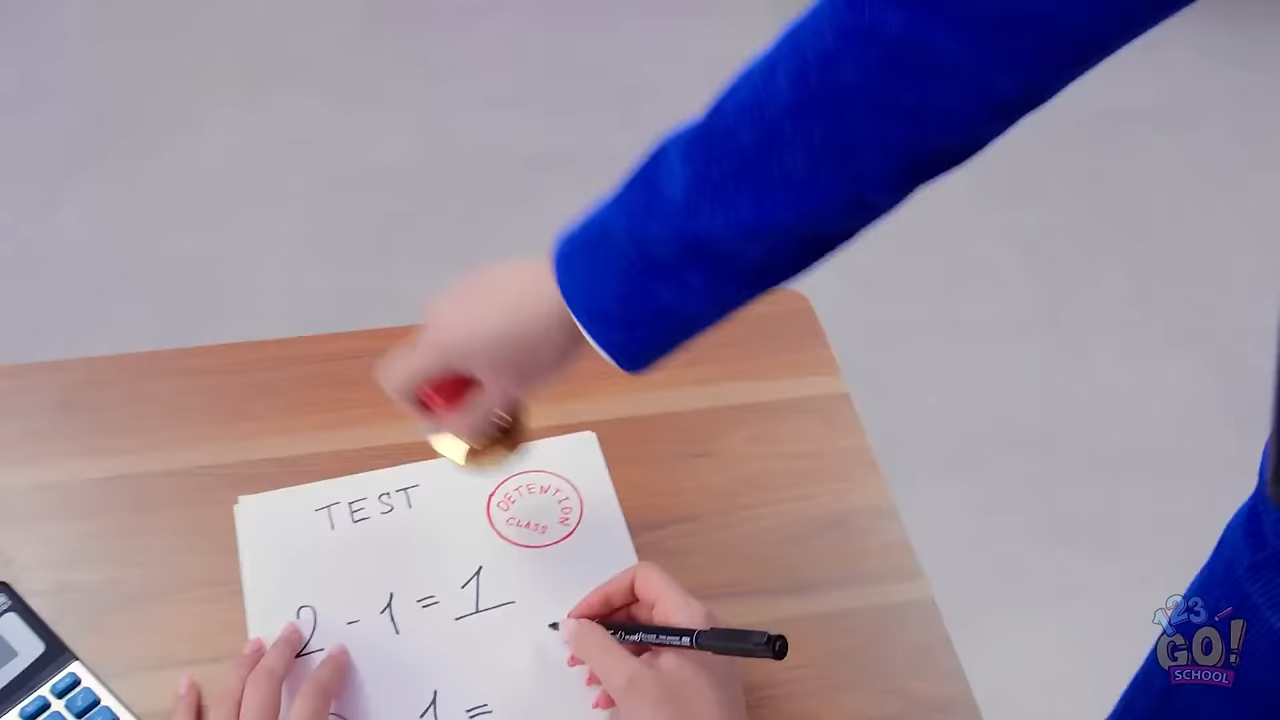 TEST
DETENTION
CLASS
2 - 1 = 1
1 =
123
GO!
SCHOOL